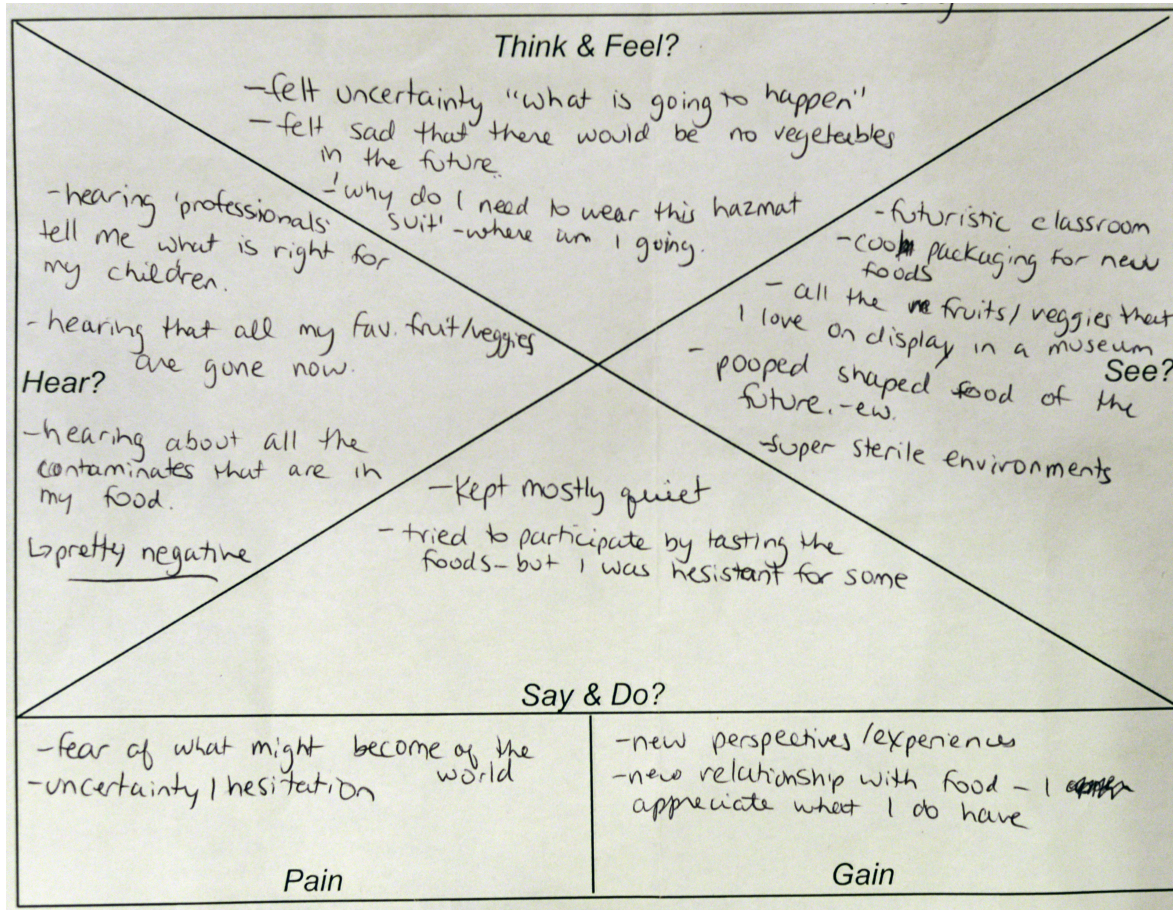 Think & Feel?
-felt uncertainty "what is going to happen"
-felt sad that there would be no vegetables
in the future.
-'why do I need to wear this hazmat
suit' -where am I going.
-hearing 'professionals'
tell me what is right for
my children.
-hearing that all my fav. fruit/veggies
are gone now.
Hear?
-hearing about all the
contaminates that are in
my food.
↳pretty negative
-futuristic classroom
-cool packaging for new
foods
-all the fruits/veggies that
I love on display in a museum
-pooped shaped food of the
See?
future.-ew.
-super sterile environments
-Kept mostly quiet
-tried to participate by tasting the
foods-but I was hesistant for some
Say & Do?
-fear of what might become of the
world
-uncertainty/hesitation
Pain
-new perspectives/experiences
-new relationship with food - I
appreciate what I do have
Gain